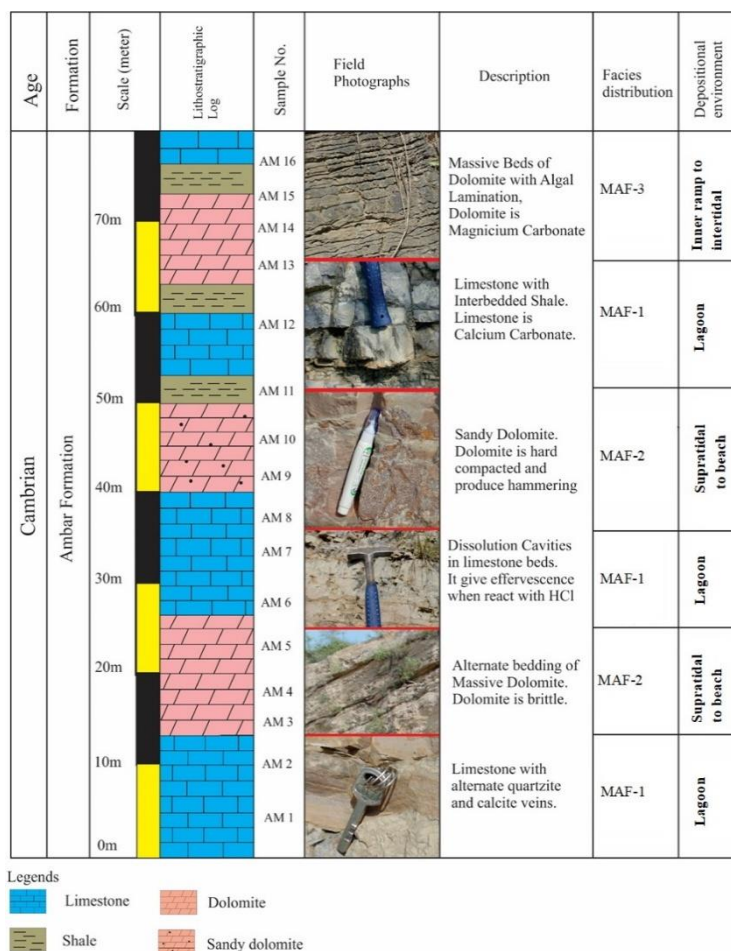 Age
Formation
Scale (meter)
Lithostratigraphic
Log
Sample No.
Field
Photographs
Description
Facies
distribution
Depositional
environment
Cambrian
Ambar Formation
70m
60m
50m
40m
30m
20m
10m
0m
AM 16
AM 15
AM 14
AM 13
AM 12
AM 11
AM 10
AM 9
AM 8
AM 7
AM 6
AM 5
AM 4
AM 3
AM 2
AM 1
Massive Beds of
Dolomite with Algal
Lamination,
Dolomite is
Magnicium Carbonate
MAF-3
Inner ramp to
intertidal
Limestone with
Interbedded Shale.
Limestone is
Calcium Carbonate.
MAF-1
Lagoon
Sandy Dolomite.
Dolomite is hard
compacted and
produce hammering
MAF-2
Supratidal
to beach
Dissolution Cavities
in limestone beds.
It give effervescence
when react with HCl
MAF-1
Lagoon
Alternate bedding of
Massive Dolomite.
Dolomite is brittle.
MAF-2
Supratidal
to beach
Limestone with
alternate quartzite
and calcite veins.
MAF-1
Lagoon
Legends
Limestone
Dolomite
Shale
Sandy dolomite